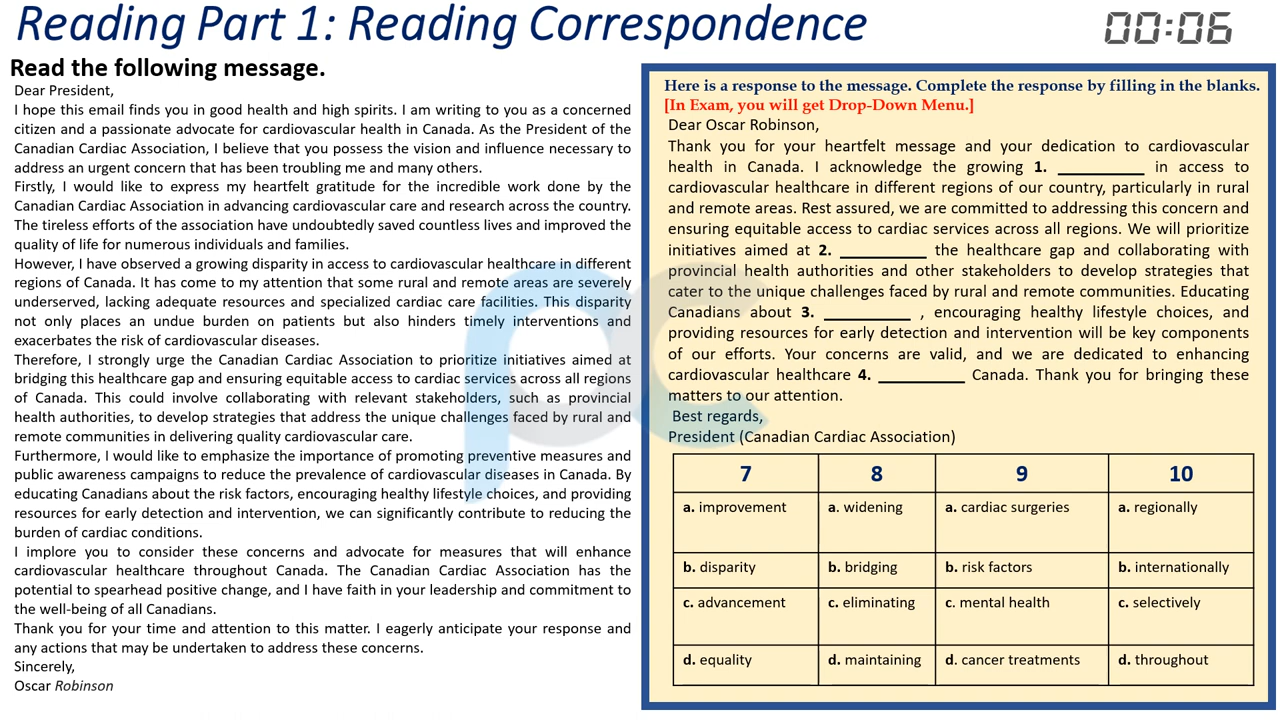 Reading Part 1: Reading Correspondence
00:06
Read the following message.
Dear President,
I hope this email finds you in good health and high spirits. I am writing to you as a concerned
citizen and a passionate advocate for cardiovascular health in Canada. As the President of the
Canadian Cardiac Association, I believe that you possess the vision and influence necessary to
address an urgent concern that has been troubling me and many others.
Firstly, I would like to express my heartfelt gratitude for the incredible work done by the
Canadian Cardiac Association in advancing cardiovascular care and research across the country.
The tireless efforts of the association have undoubtedly saved countless lives and improved the
quality of life for numerous individuals and families.
However, I have observed a growing disparity in access to cardiovascular healthcare in different
regions of Canada. It has come to my attention that some rural and remote areas are severely
underserved, lacking adequate resources and specialized cardiac care facilities. This disparity
not only places an undue burden on patients but also hinders timely interventions and
exacerbates the risk of cardiovascular diseases.
Therefore, I strongly urge the Canadian Cardiac Association to prioritize initiatives aimed at
bridging this healthcare gap and ensuring equitable access to cardiac services across all regions
of Canada. This could involve collaborating with relevant stakeholders, such as provincial
health authorities, to develop strategies that address the unique challenges faced by rural and
remote communities in delivering quality cardiovascular care.
Furthermore, I would like to emphasize the importance of promoting preventive measures and
public awareness campaigns to reduce the prevalence of cardiovascular diseases in Canada. By
educating Canadians about the risk factors, encouraging healthy lifestyle choices, and providing
resources for early detection and intervention, we can significantly contribute to reducing the
burden of cardiac conditions.
I implore you to consider these concerns and advocate for measures that will enhance
cardiovascular healthcare throughout Canada. The Canadian Cardiac Association has the
potential to spearhead positive change, and I have faith in your leadership and commitment to
the well-being of all Canadians.
Thank you for your time and attention to this matter. I eagerly anticipate your response and
any actions that may be undertaken to address these concerns.
Sincerely,
Oscar Robinson
Here is a response to the message. Complete the response by filling in the blanks.
[In Exam, you will get Drop-Down Menu.]
Dear Oscar Robinson,
Thank you for your heartfelt message and your dedication to cardiovascular
health in Canada. I acknowledge the growing 1. __________ in access to
cardiovascular healthcare in different regions of our country, particularly in rural
and remote areas. Rest assured, we are committed to addressing this concern and
ensuring equitable access to cardiac services across all regions. We will prioritize
initiatives aimed at 2. __________ the healthcare gap and collaborating with
provincial health authorities and other stakeholders to develop strategies that
cater to the unique challenges faced by rural and remote communities. Educating
Canadians about 3. __________ , encouraging healthy lifestyle choices, and
providing resources for early detection and intervention will be key components
of our efforts. Your concerns are valid, and we are dedicated to enhancing
cardiovascular healthcare 4. __________ Canada. Thank you for bringing these
matters to our attention.
Best regards,
President (Canadian Cardiac Association)
7 8 9 10
a. improvement a. widening a. cardiac surgeries a. regionally
b. disparity b. bridging b. risk factors b. internationally
c. advancement c. eliminating c. mental health c. selectively
d. equality d. maintaining d. cancer treatments d. throughout